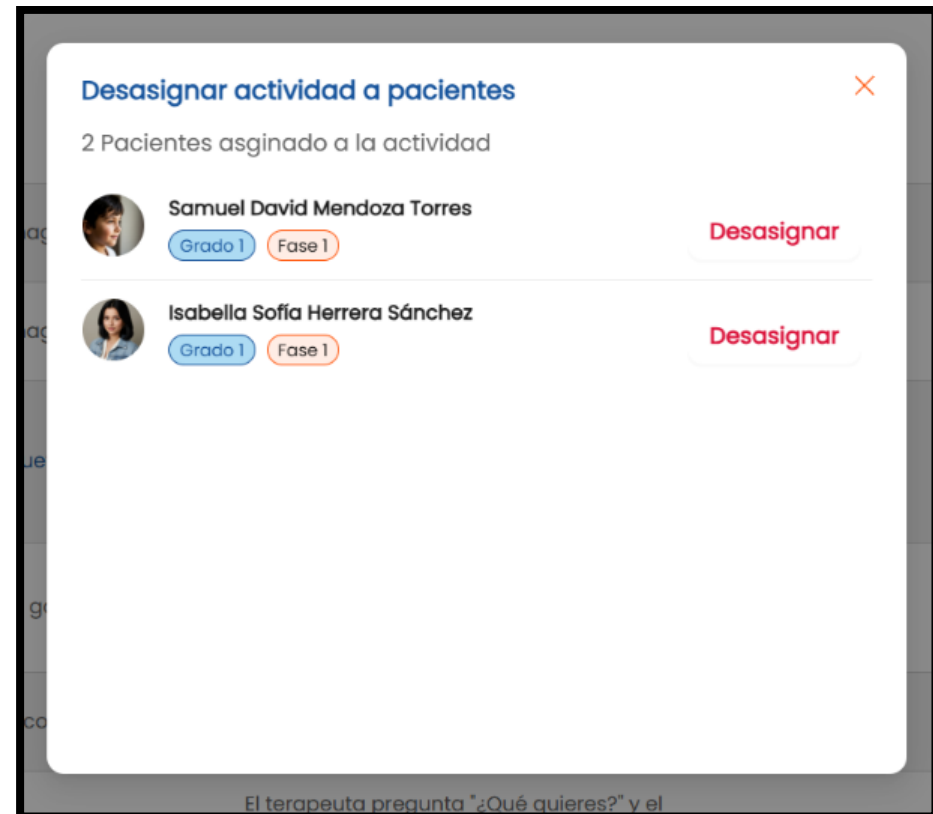 Desasignar actividad a pacientes
2 Pacientes asginado a la actividad
Samuel David Mendoza Torres
Grado 1 Fase 1
Desasignar
Isabella Sofía Herrera Sánchez
Grado 1 Fase 1
Desasignar
El terapeuta pregunta "¿Qué quieres?" y el